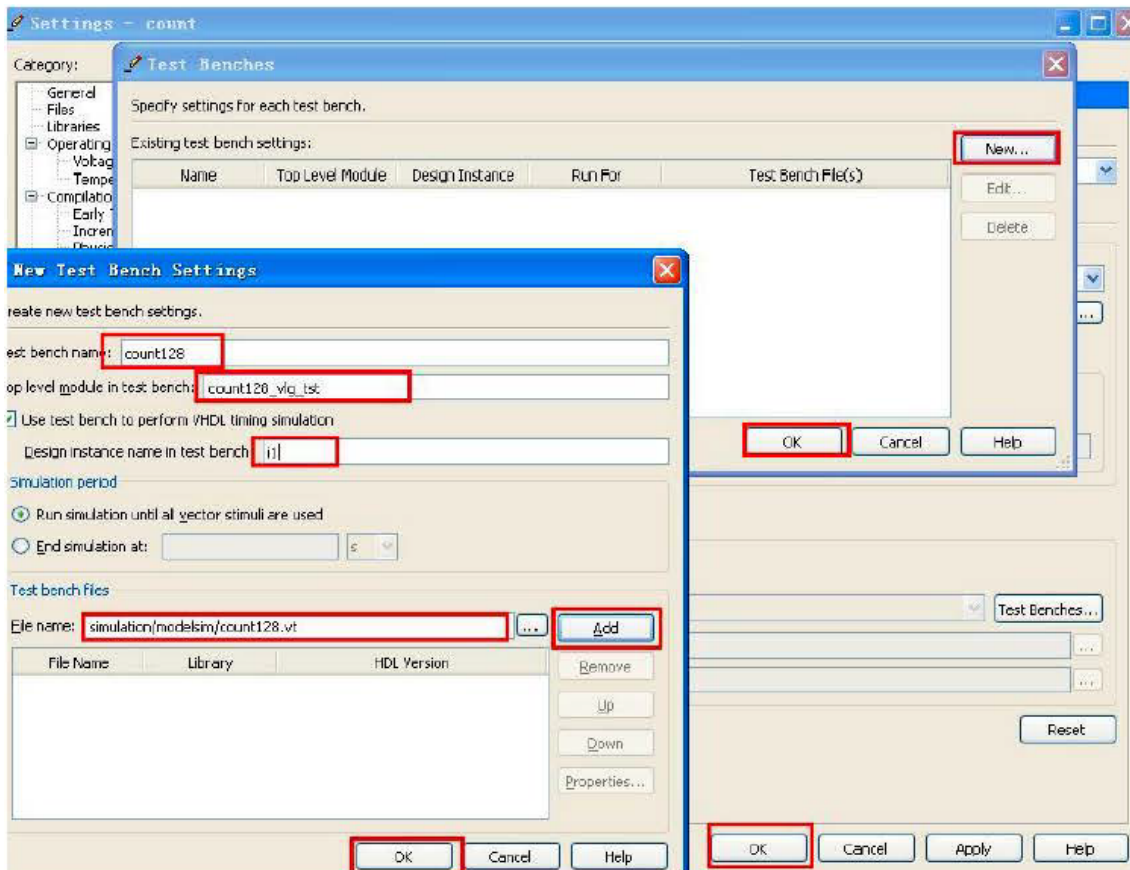 Settings - count
Category:
Test Benches
General
Files
Libraries
Operating
Voltag
Tempe
Compilatio
Early T
Increm
Specify settings for each test bench.
Existing test bench settings:
Name Top Level Module Design Instance Run For Test Bench File(s)
New...
Edit...
Delete
OK Cancel Help
New Test Bench Settings
reate new test bench settings.
est bench name: count128
op level module in test bench: count128_vlg_tst
Use test bench to perform VHDL timing simulation
Design instance name in test bench i1
Simulation period
Run simulation until all vector stimuli are used
End simulation at: s
Test bench files
File name: simulation/modelsim/count128.vt ... Add
File Name Library HDL Version
Remove
Up
Down
Properties...
OK Cancel Help
...
Test Benches...
...
...
Reset
OK Cancel Apply Help